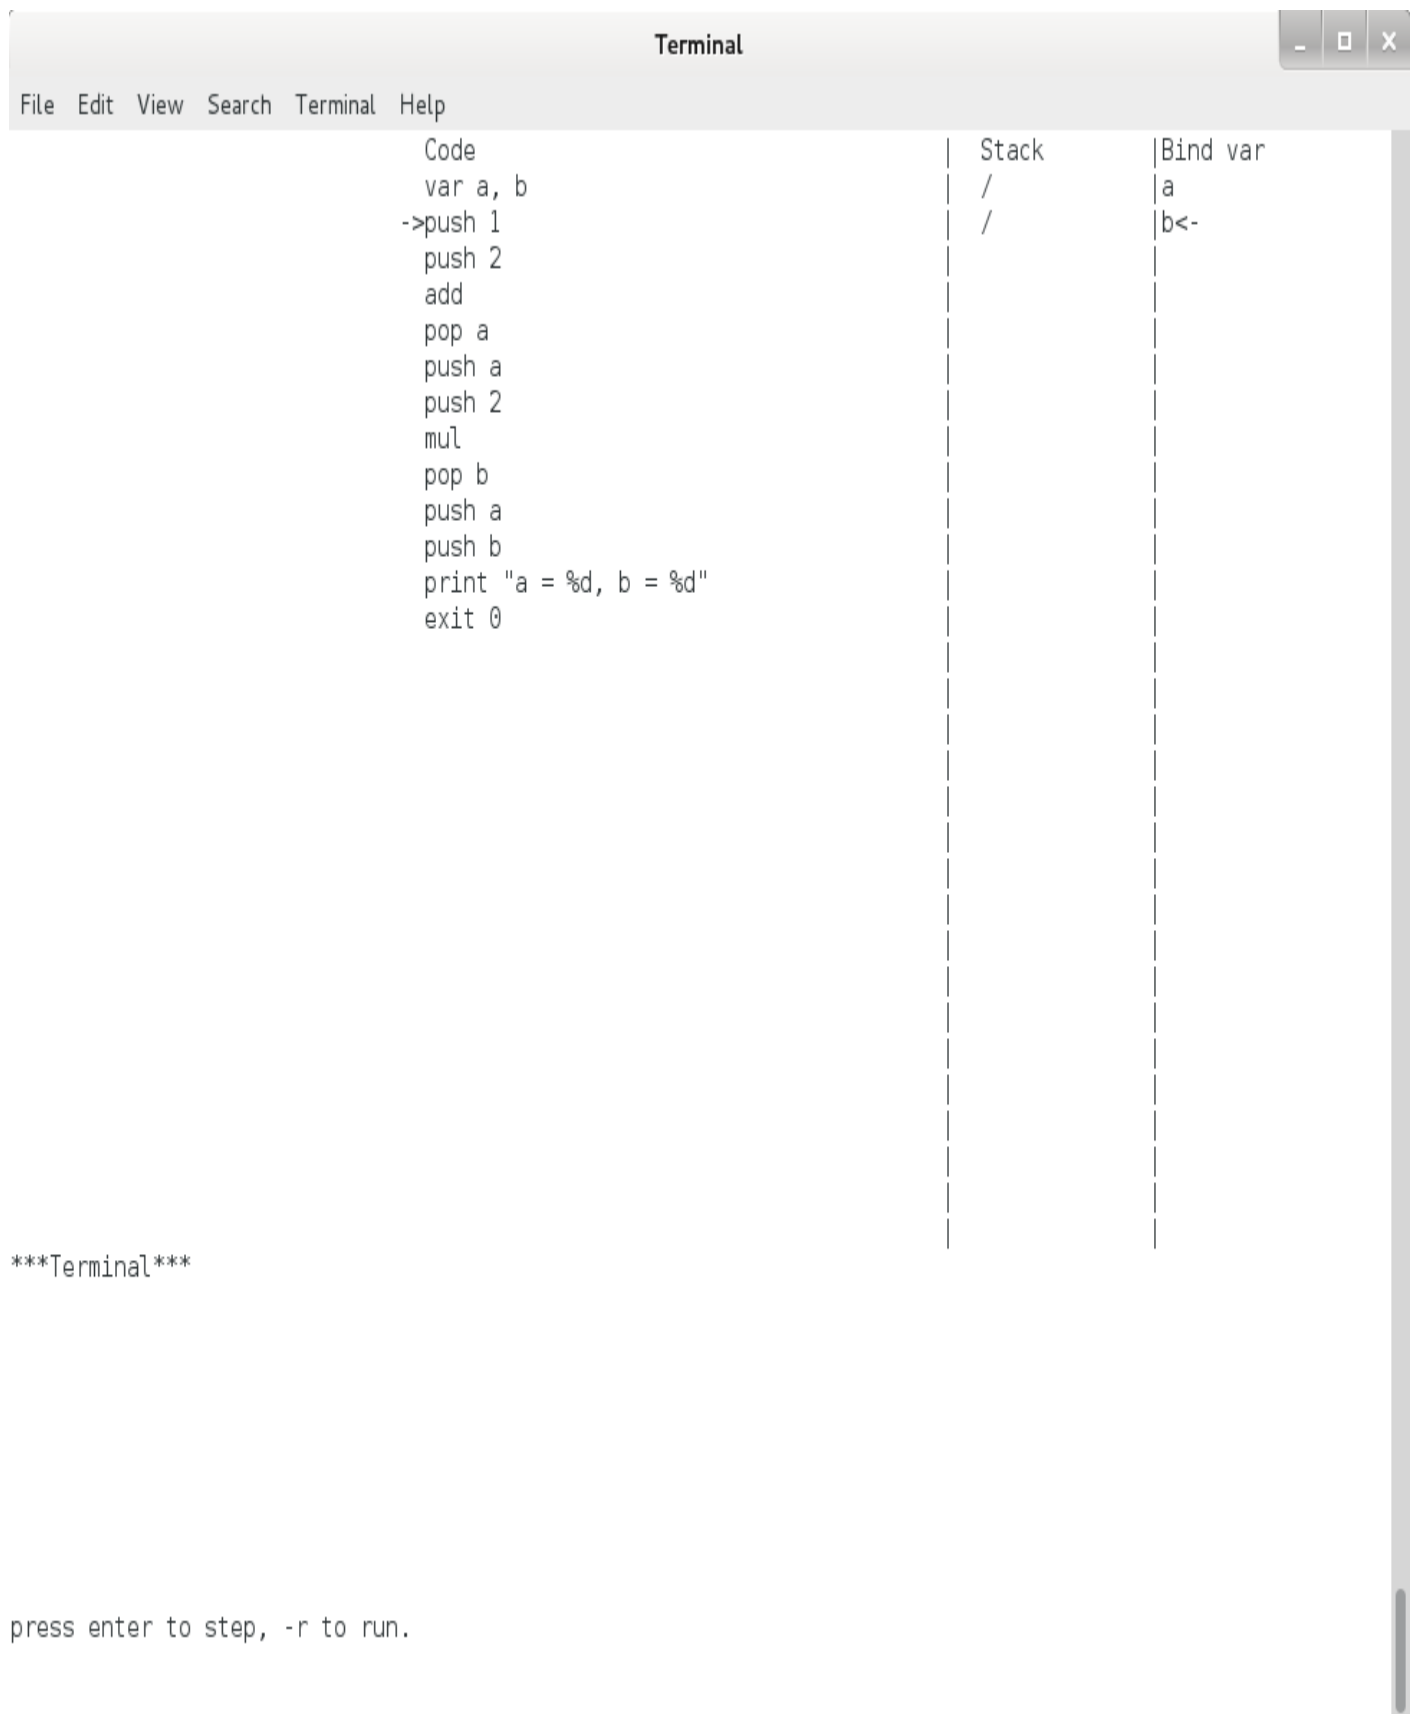 Terminal
File Edit View Search Terminal Help
Code | Stack |Bind var
var a, b | / |a
->push 1 | / |b<-
push 2 | |
add | |
pop a | |
push a | |
push 2 | |
mul | |
pop b | |
push a | |
push b | |
print "a = %d, b = %d" | |
exit 0 | |
***Terminal***
press enter to step, -r to run.